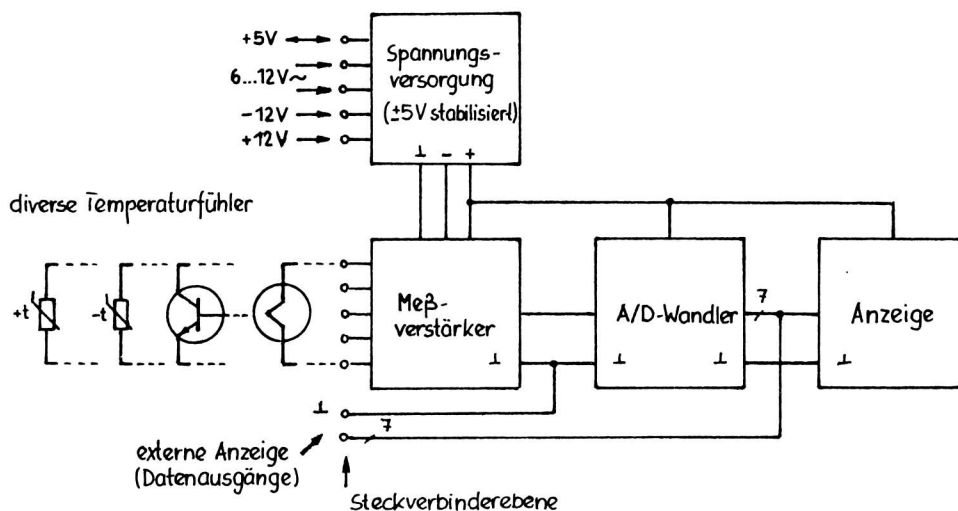 +5V
6...12V~
-12V
+12V
Spannungs-
versorgung
(±5V stabilisiert)
⊥ - +
diverse Temperaturfühler
+t
-t
Meβ-
verstärker
⊥
A/D-Wandler
⊥ ⊥
7
Anzeige
⊥
⊥
7
externe Anzeige
(Datenausgänge)
Steckverbinderebene